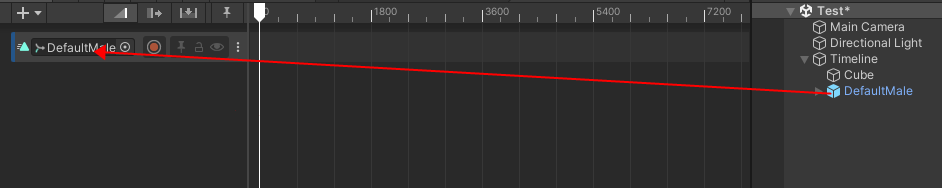 0 1800 3600 5400 7200
DefaultMale
Test*
Main Camera
Directional Light
Timeline
Cube
DefaultMale